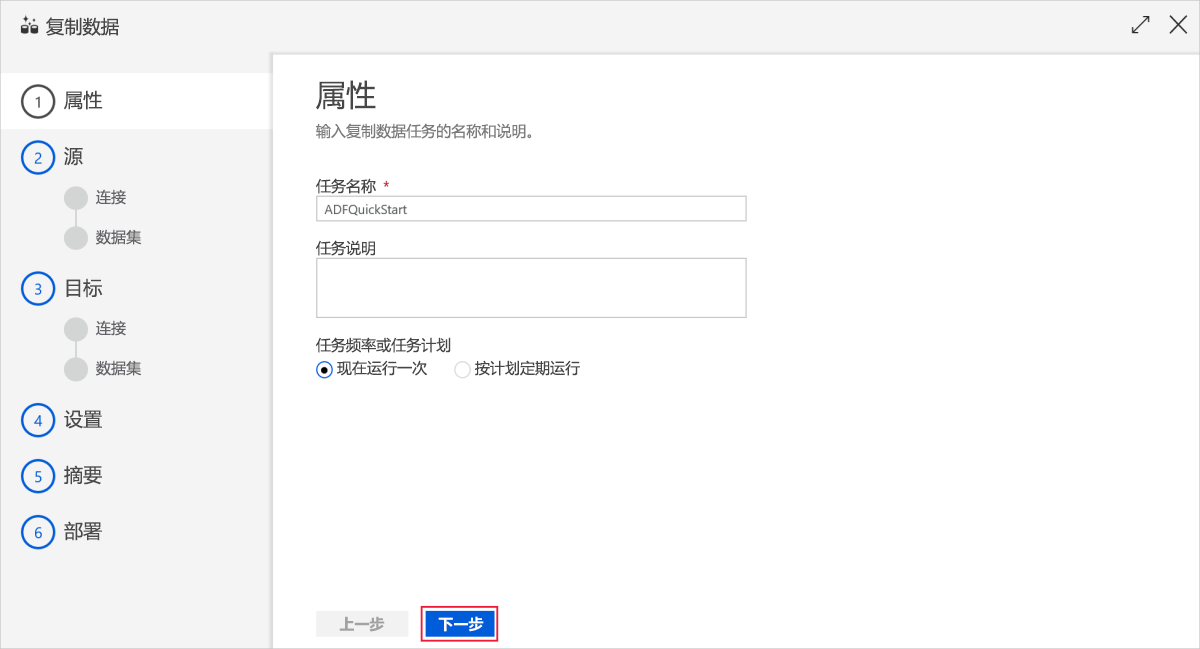 复制数据
1 属性
2 源
连接
数据集
3 目标
连接
数据集
4 设置
5 摘要
6 部署
属性
输入复制数据任务的名称和说明。
任务名称 *
ADFQuickStart
任务说明
任务频率或任务计划
现在运行一次 按计划定期运行
上一步 下一步